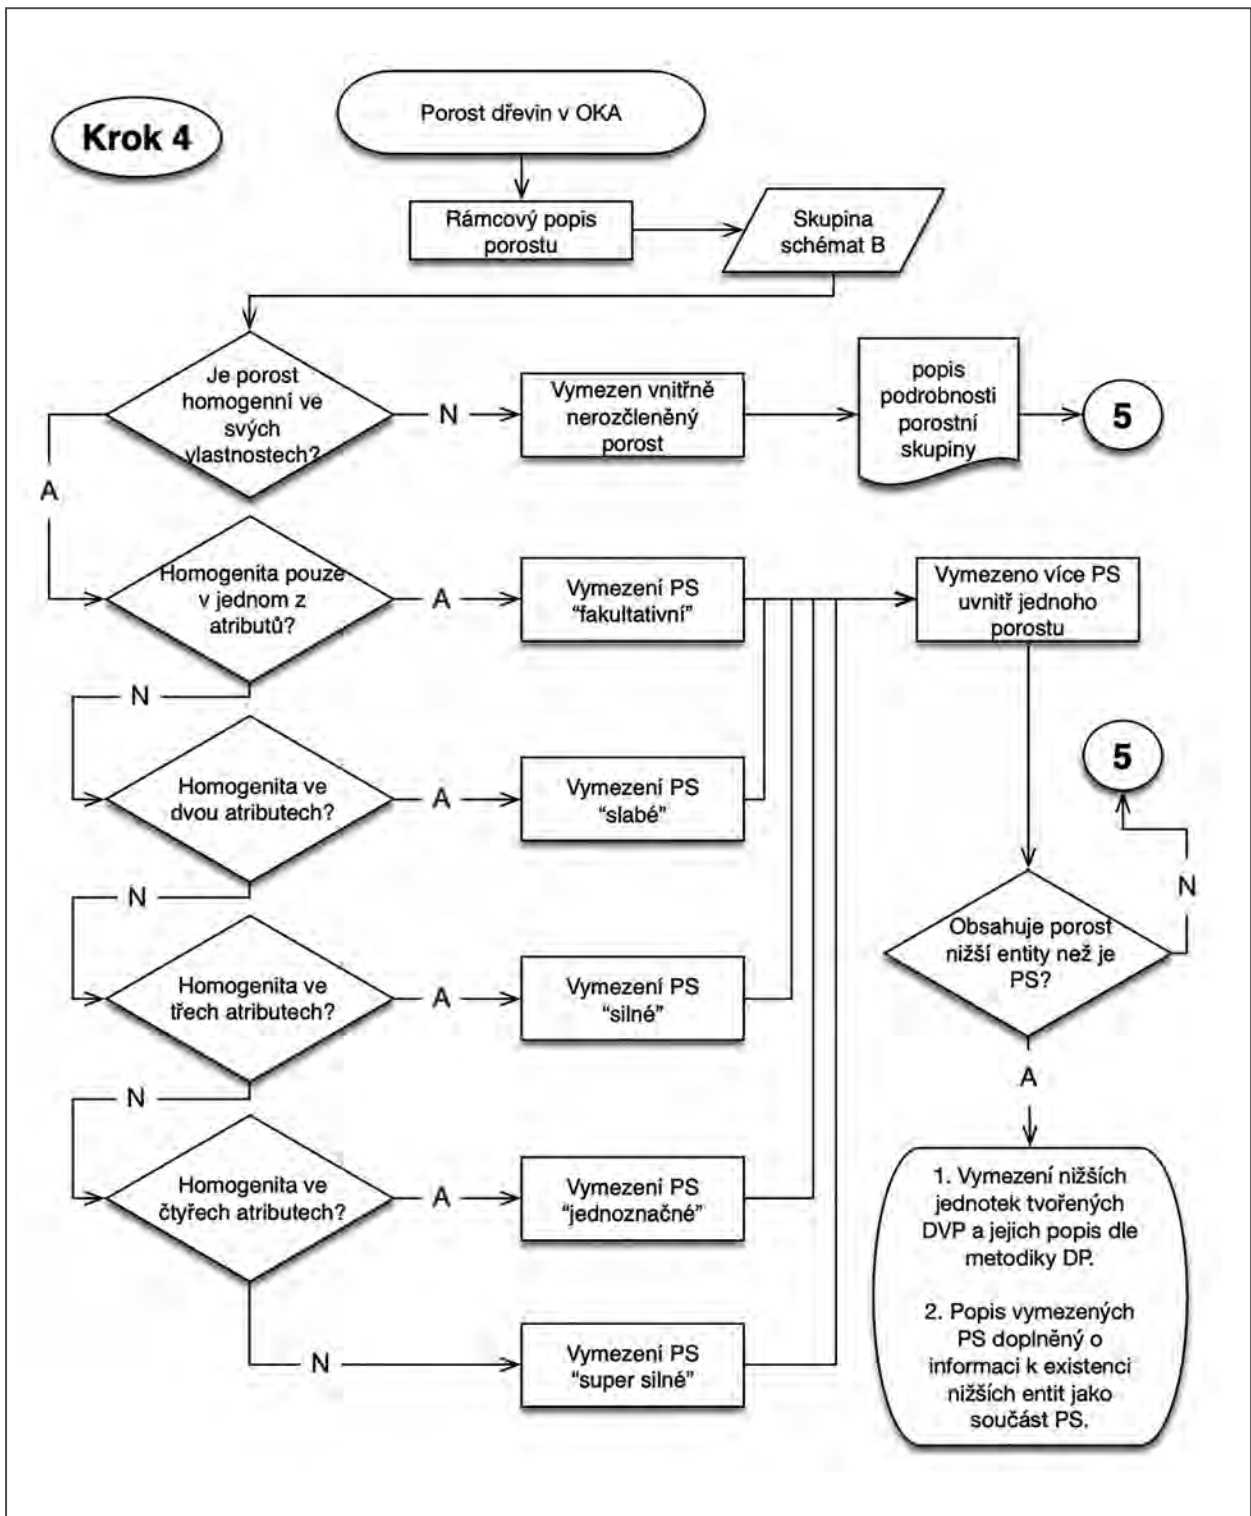 Krok 4
Porost dřevin v OKA
Rámcový popis
porostu
Skupina
schémat B
Je porost
homogenní ve
svých
vlastnostech?
N
Vymezen vnitřně
nerozčleněný
porost
popis
podrobnosti
porostní
skupiny
5
A
Homogenita pouze
v jednom z
atributů?
A
Vymezení PS
“fakultativní”
Vymezeno více PS
uvnitř jednoho
porostu
N
Homogenita ve
dvou atributech?
A
Vymezení PS
“slabé”
5
N
N
Obsahuje porost
nižší entity než je
PS?
Homogenita ve
třech atributech?
A
Vymezení PS
“silné”
A
N
Homogenita ve
čtyřech atributech?
A
Vymezení PS
“jednoznačné”
1. Vymezení nižších
jednotek tvořených
DVP a jejich popis dle
metodiky DP.
2. Popis vymezených
PS doplněný o
informaci k existenci
nižších entit jako
součást PS.
N
Vymezení PS
“super silné”